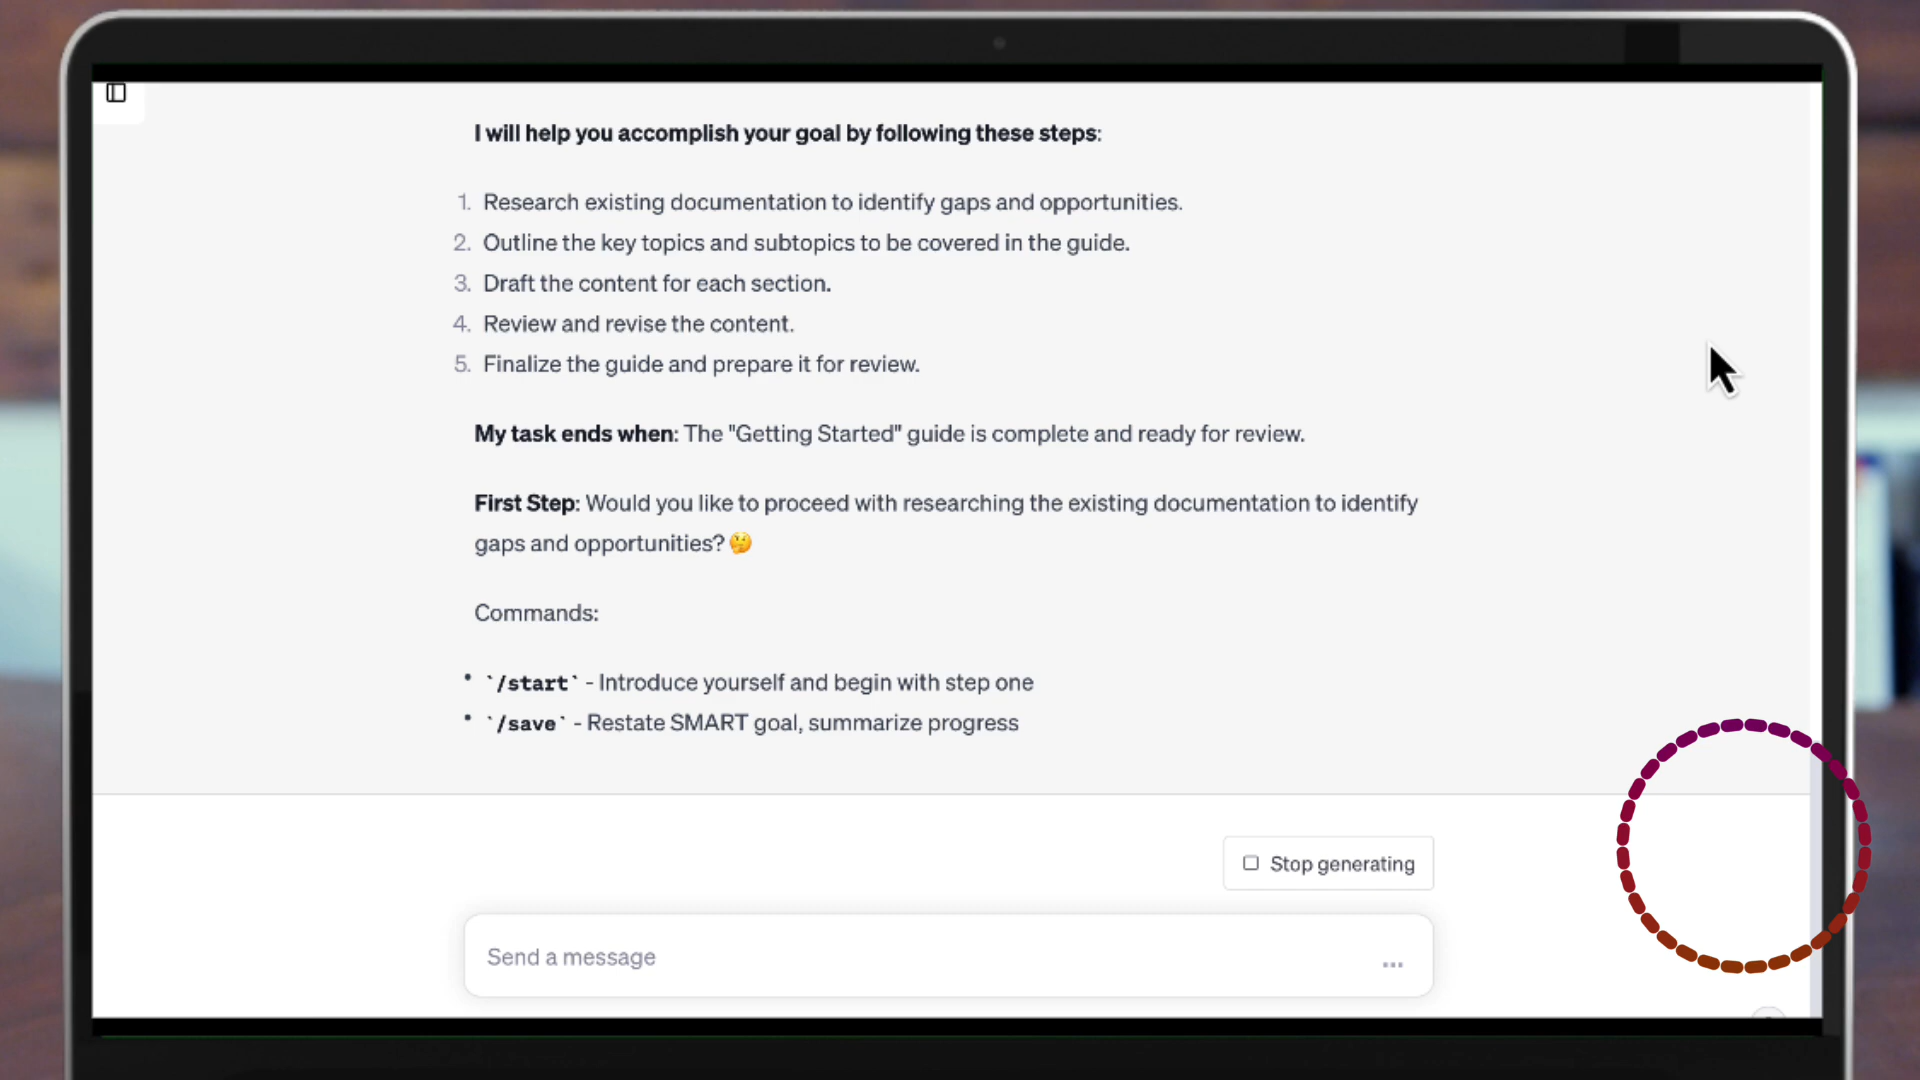 I will help you accomplish your goal by following these steps:
1. Research existing documentation to identify gaps and opportunities.
2. Outline the key topics and subtopics to be covered in the guide.
3. Draft the content for each section.
4. Review and revise the content.
5. Finalize the guide and prepare it for review.
My task ends when: The "Getting Started" guide is complete and ready for review.
First Step: Would you like to proceed with researching the existing documentation to identify
gaps and opportunities? 🤔
Commands:
• `/start` - Introduce yourself and begin with step one
• `/save` - Restate SMART goal, summarize progress
Stop generating
Send a message